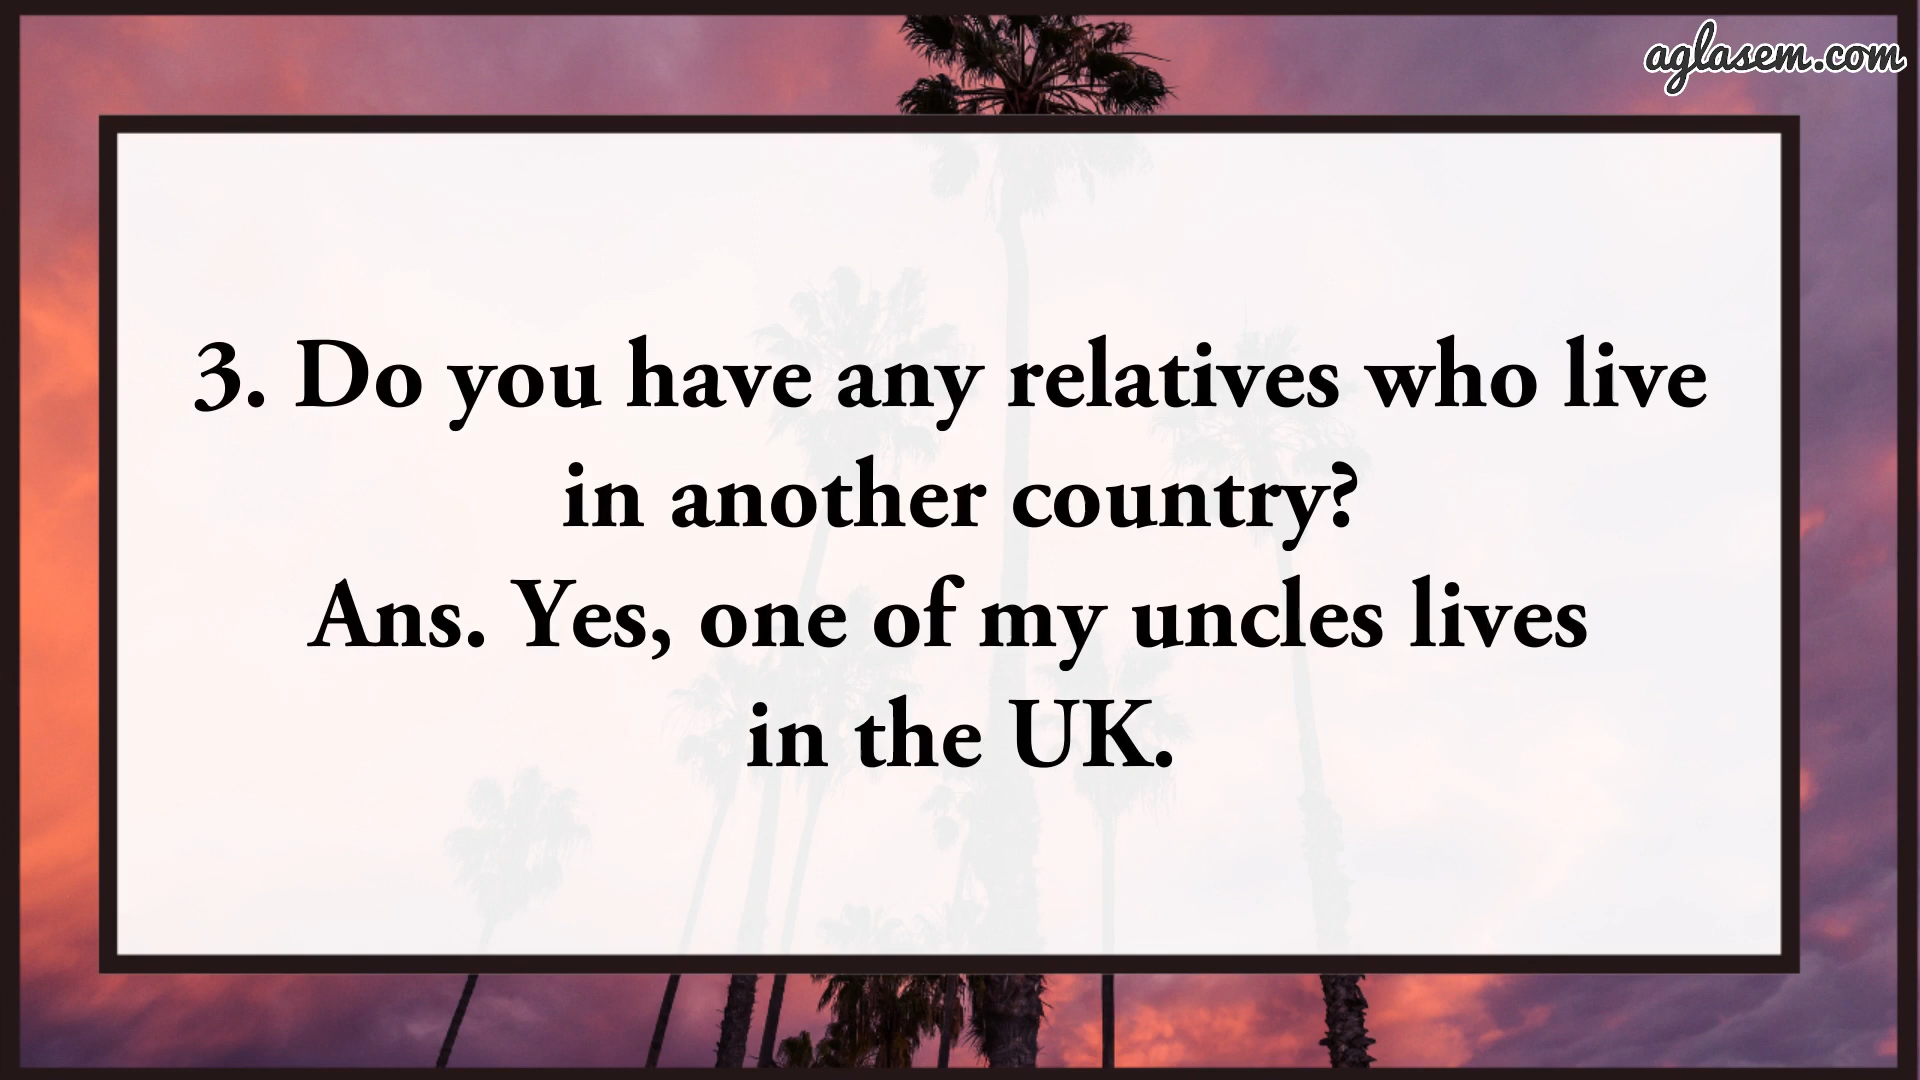 aglasem.com
3. Do you have any relatives who live
in another country?
Ans. Yes, one of my uncles lives
in the UK.